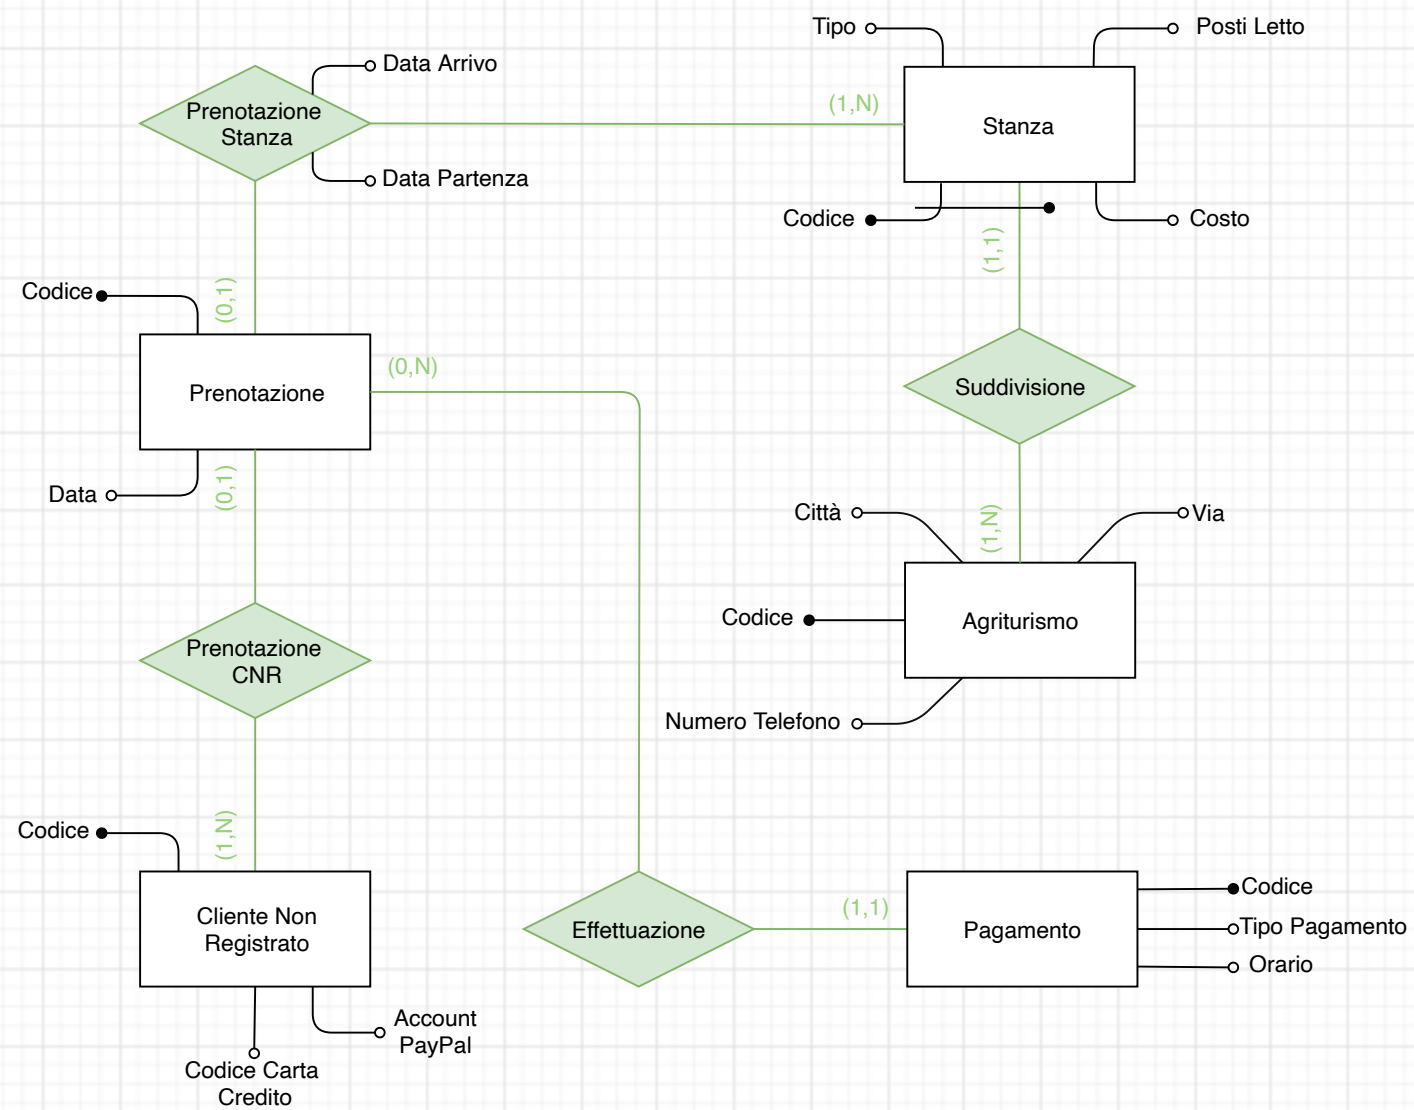 Tipo
Posti Letto
Data Arrivo
Prenotazione
Stanza
(1,N)
Stanza
Data Partenza
Codice
Costo
(1,1)
Codice
(0,1)
Prenotazione
(0,N)
Suddivisione
Data
(0,1)
Città
Via
(1,N)
Codice
Agriturismo
Prenotazione
CNR
Numero Telefono
Codice
(1,N)
Cliente Non
Registrato
Effettuazione
(1,1)
Pagamento
Codice
Tipo Pagamento
Orario
Account
PayPal
Codice Carta
Credito